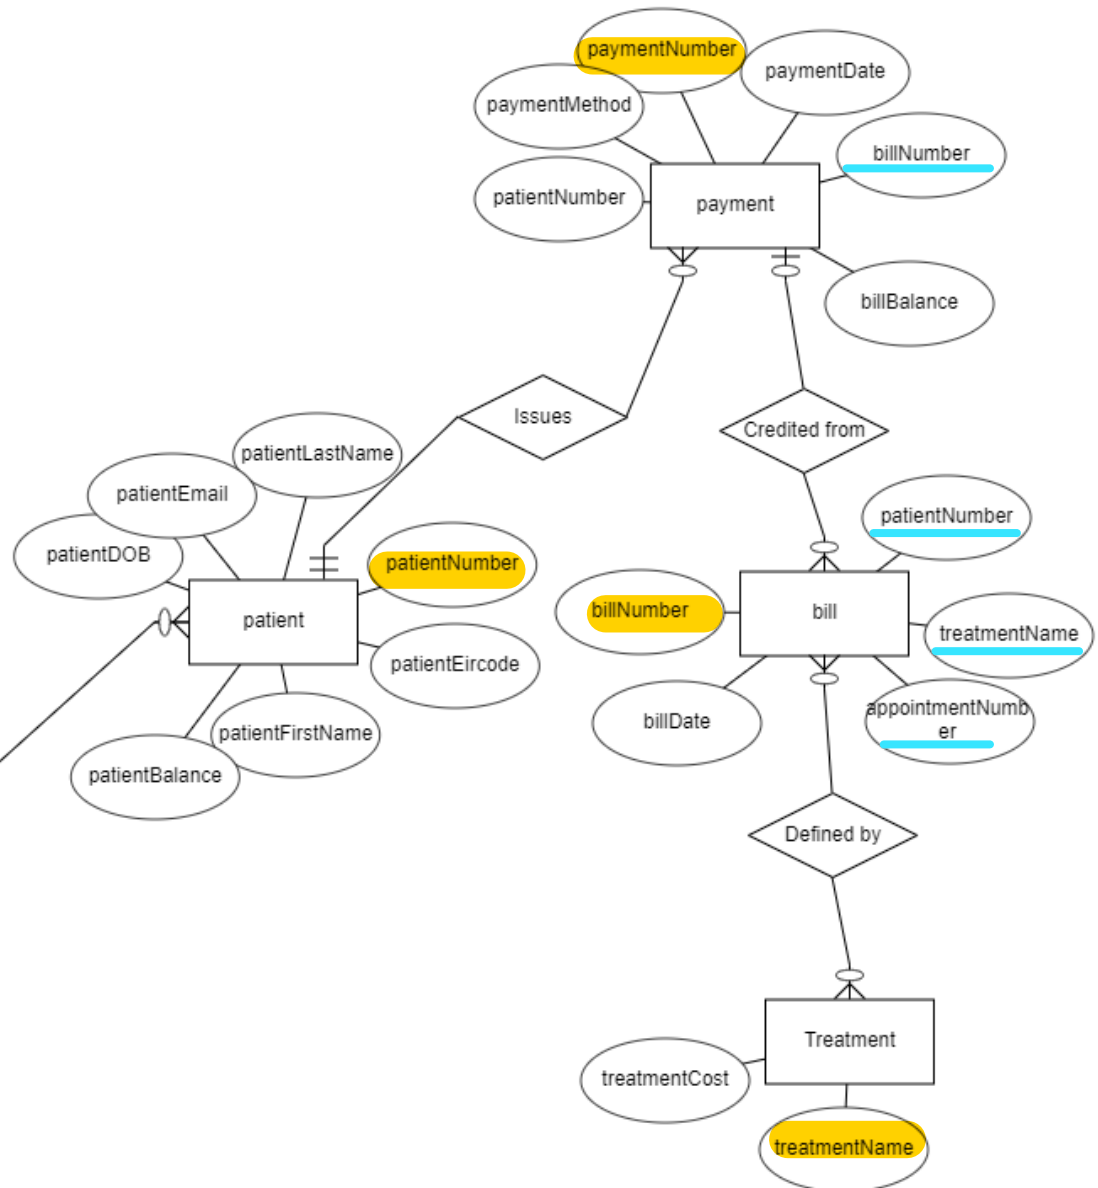 paymentNumber
paymentDate
paymentMethod
billNumber
patientNumber
payment
billBalance
Issues
Credited from
patientLastName
patientEmail
patientNumber
patientDOB
patientNumber
billNumber
bill
patient
treatmentName
patientEircode
appointmentNumb
er
billDate
patientFirstName
patientBalance
Defined by
Treatment
treatmentCost
treatmentName